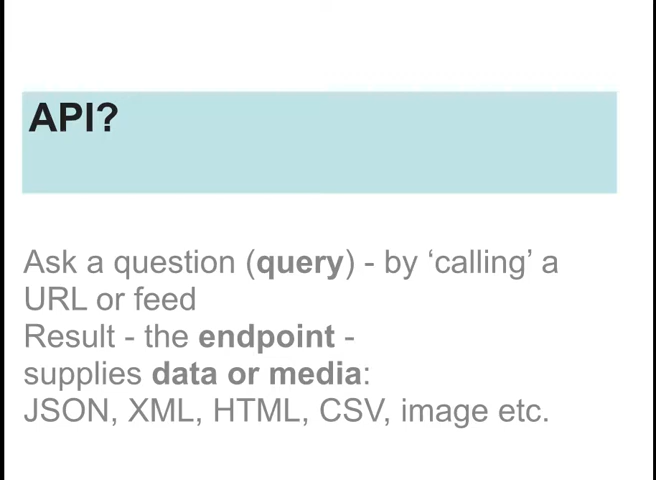 API?
Ask a question (query) - by ‘calling’ a
URL or feed
Result - the endpoint -
supplies data or media:
JSON, XML, HTML, CSV, image etc.